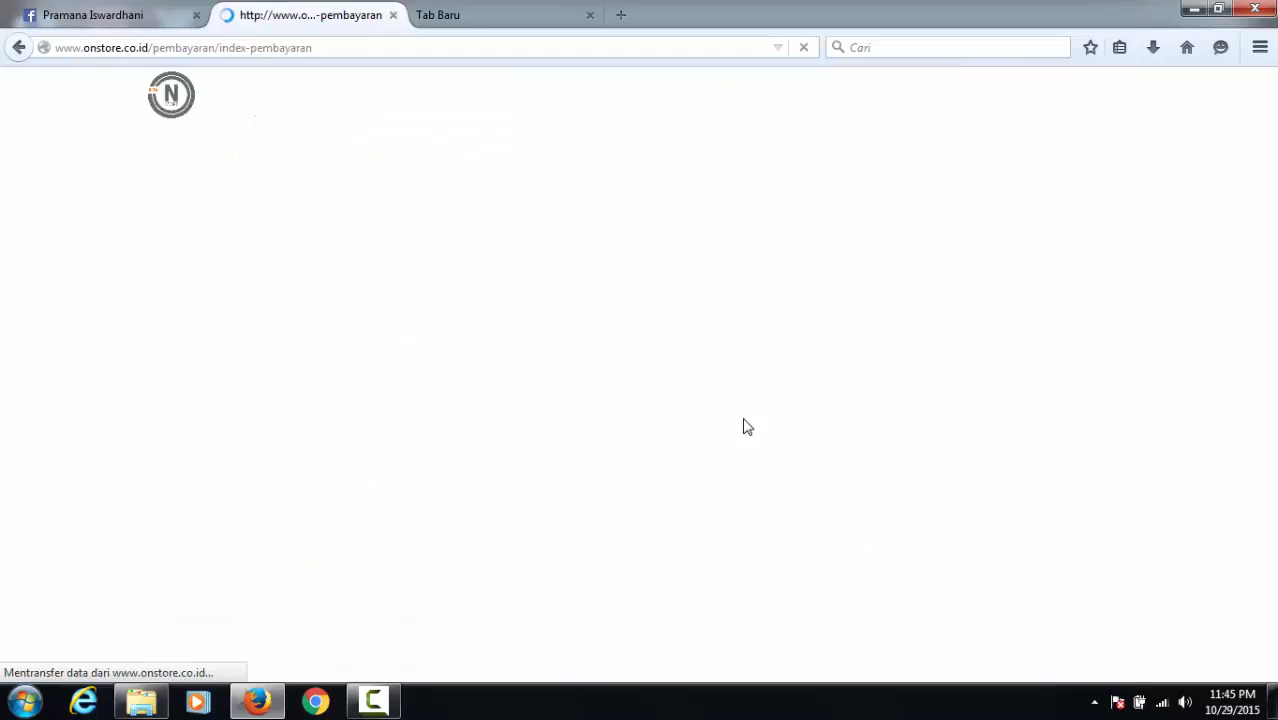 Pramana Iswardhani
http://www.o...-pembayaran
Tab Baru
www.onstore.co.id/pembayaran/index-pembayaran
Cari
N
Mentransfer data dari www.onstore.co.id...
11:45 PM
10/29/2015